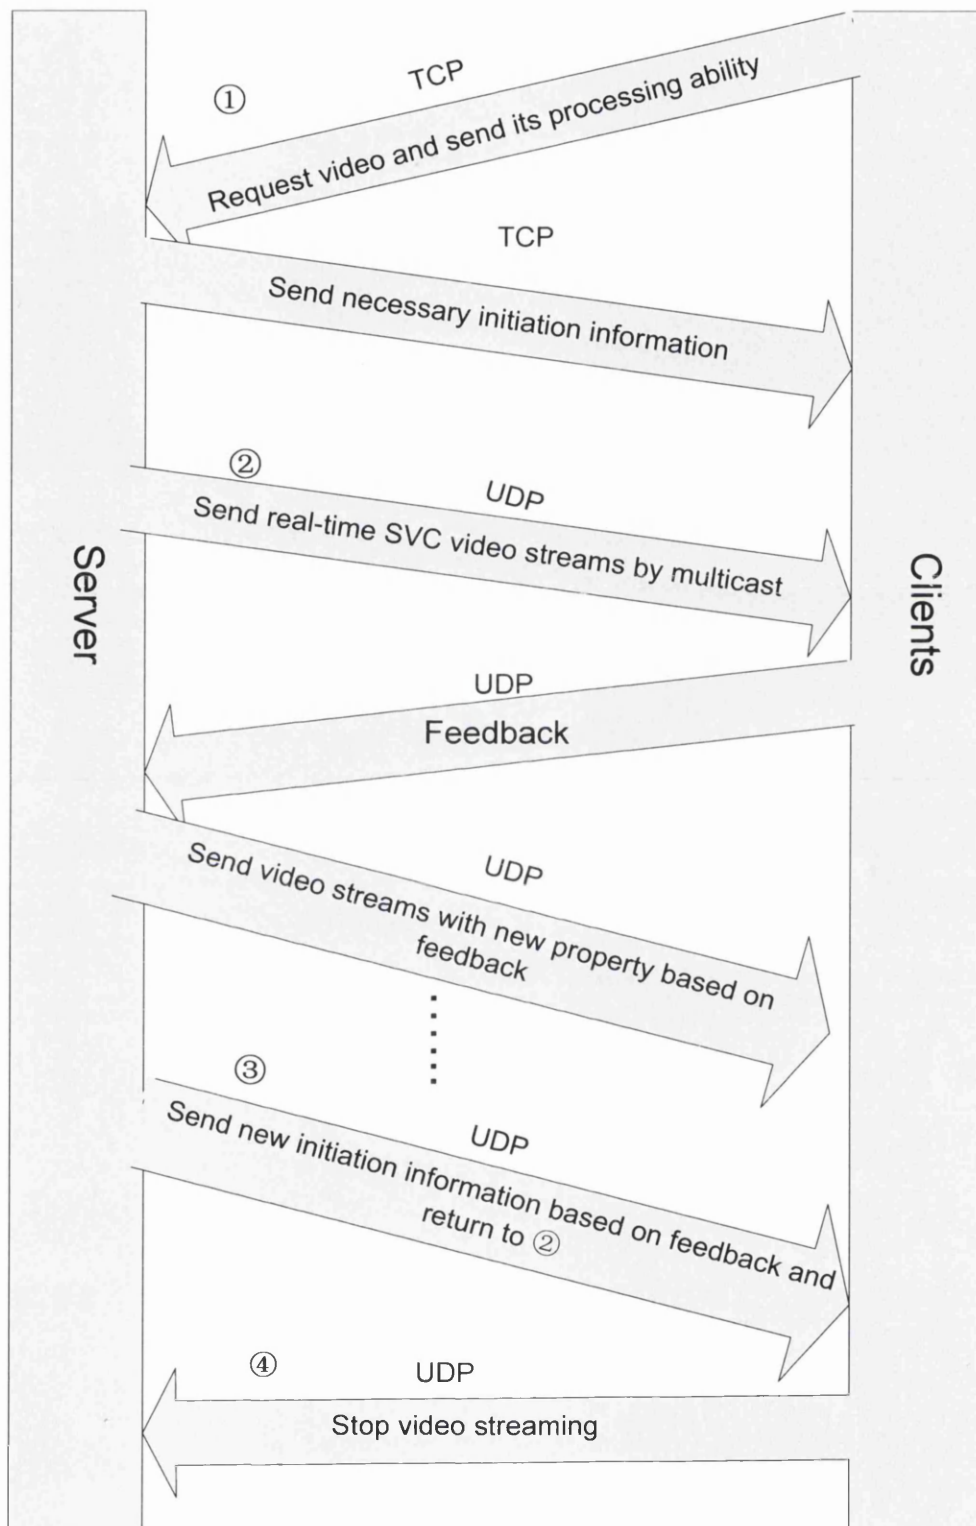 TCP
①
Request video and send its processing ability
TCP
Send necessary initiation information
②
UDP
Send real-time SVC video streams by multicast
Server
Clients
UDP
Feedback
UDP
Send video streams with new property based on
feedback
③
UDP
Send new initiation information based on feedback and
return to ②
④
UDP
Stop video streaming